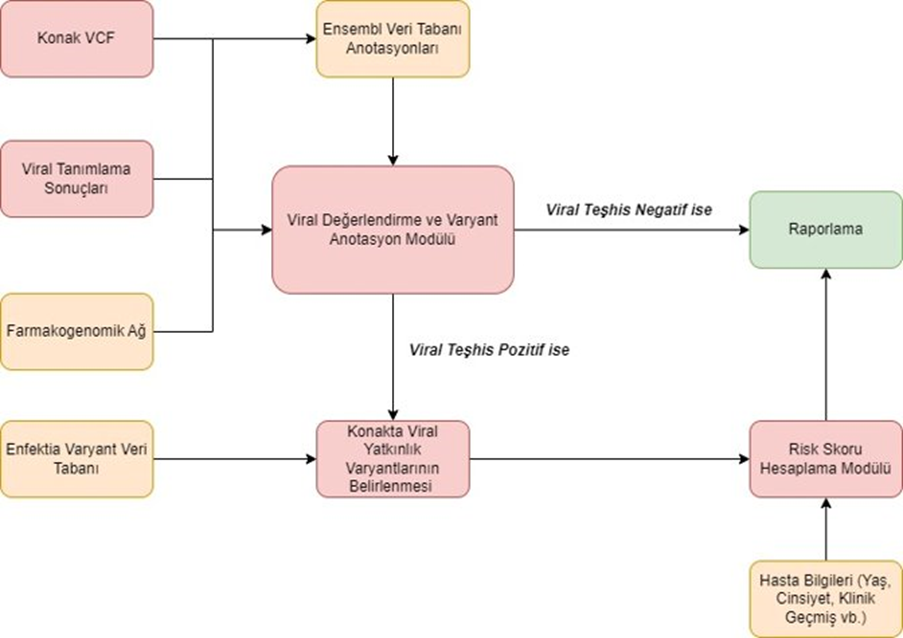 Konak VCF
Ensembl Veri Tabanı
Anotasyonları
Viral Tanımlama
Sonuçları
Viral Değerlendirme ve Varyant
Anotasyon Modülü
Viral Teşhis Negatif ise
Raporlama
Farmakogenomik Ağ
Viral Teşhis Pozitif ise
Enfektia Varyant Veri
Tabanı
Konakta Viral
Yatkınlık
Varyantlarının
Belirlenmesi
Risk Skoru
Hesaplama Modülü
Hasta Bilgileri (Yaş,
Cinsiyet, Klinik
Geçmiş vb.)